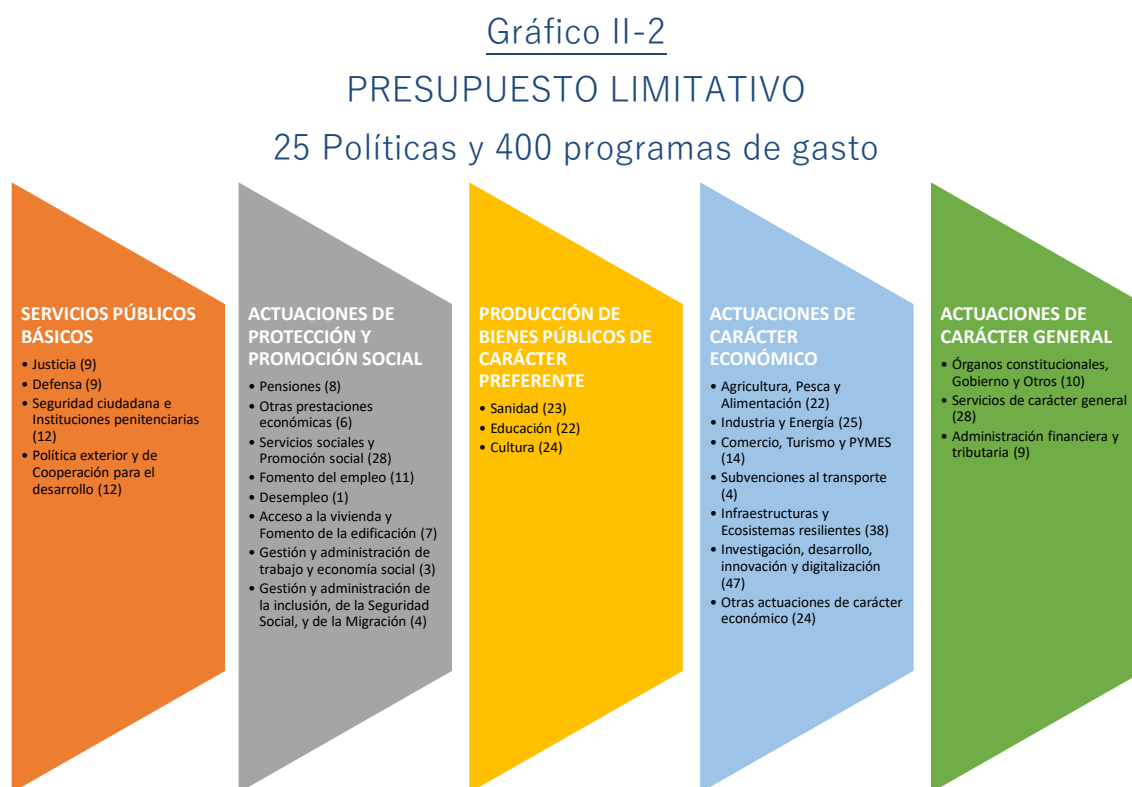 Gráfico II-2
PRESUPUESTO LIMITATIVO
25 Políticas y 400 programas de gasto
SERVICIOS PÚBLICOS
BÁSICOS
• Justicia (9)
• Defensa (9)
• Seguridad ciudadana e
Instituciones penitenciarias
(12)
• Política exterior y de
Cooperación para el
desarrollo (12)
ACTUACIONES DE
PROTECCIÓN Y
PROMOCIÓN SOCIAL
• Pensiones (8)
• Otras prestaciones
económicas (6)
• Servicios sociales y
Promoción social (28)
• Fomento del empleo (11)
• Desempleo (1)
• Acceso a la vivienda y
Fomento de la edificación (7)
• Gestión y administración de
trabajo y economía social (3)
• Gestión y administración de
la inclusión, de la Seguridad
Social, y de la Migración (4)
PRODUCCIÓN DE
BIENES PÚBLICOS DE
CARÁCTER
PREFERENTE
• Sanidad (23)
• Educación (22)
• Cultura (24)
ACTUACIONES DE
CARÁCTER
ECONÓMICO
• Agricultura, Pesca y
Alimentación (22)
• Industria y Energía (25)
• Comercio, Turismo y PYMES
(14)
• Subvenciones al transporte
(4)
• Infraestructuras y
Ecosistemas resilientes (38)
• Investigación, desarrollo,
innovación y digitalización
(47)
• Otras actuaciones de carácter
económico (24)
ACTUACIONES DE
CARÁCTER GENERAL
• Órganos constitucionales,
Gobierno y Otros (10)
• Servicios de carácter general
(28)
• Administración financiera y
tributaria (9)